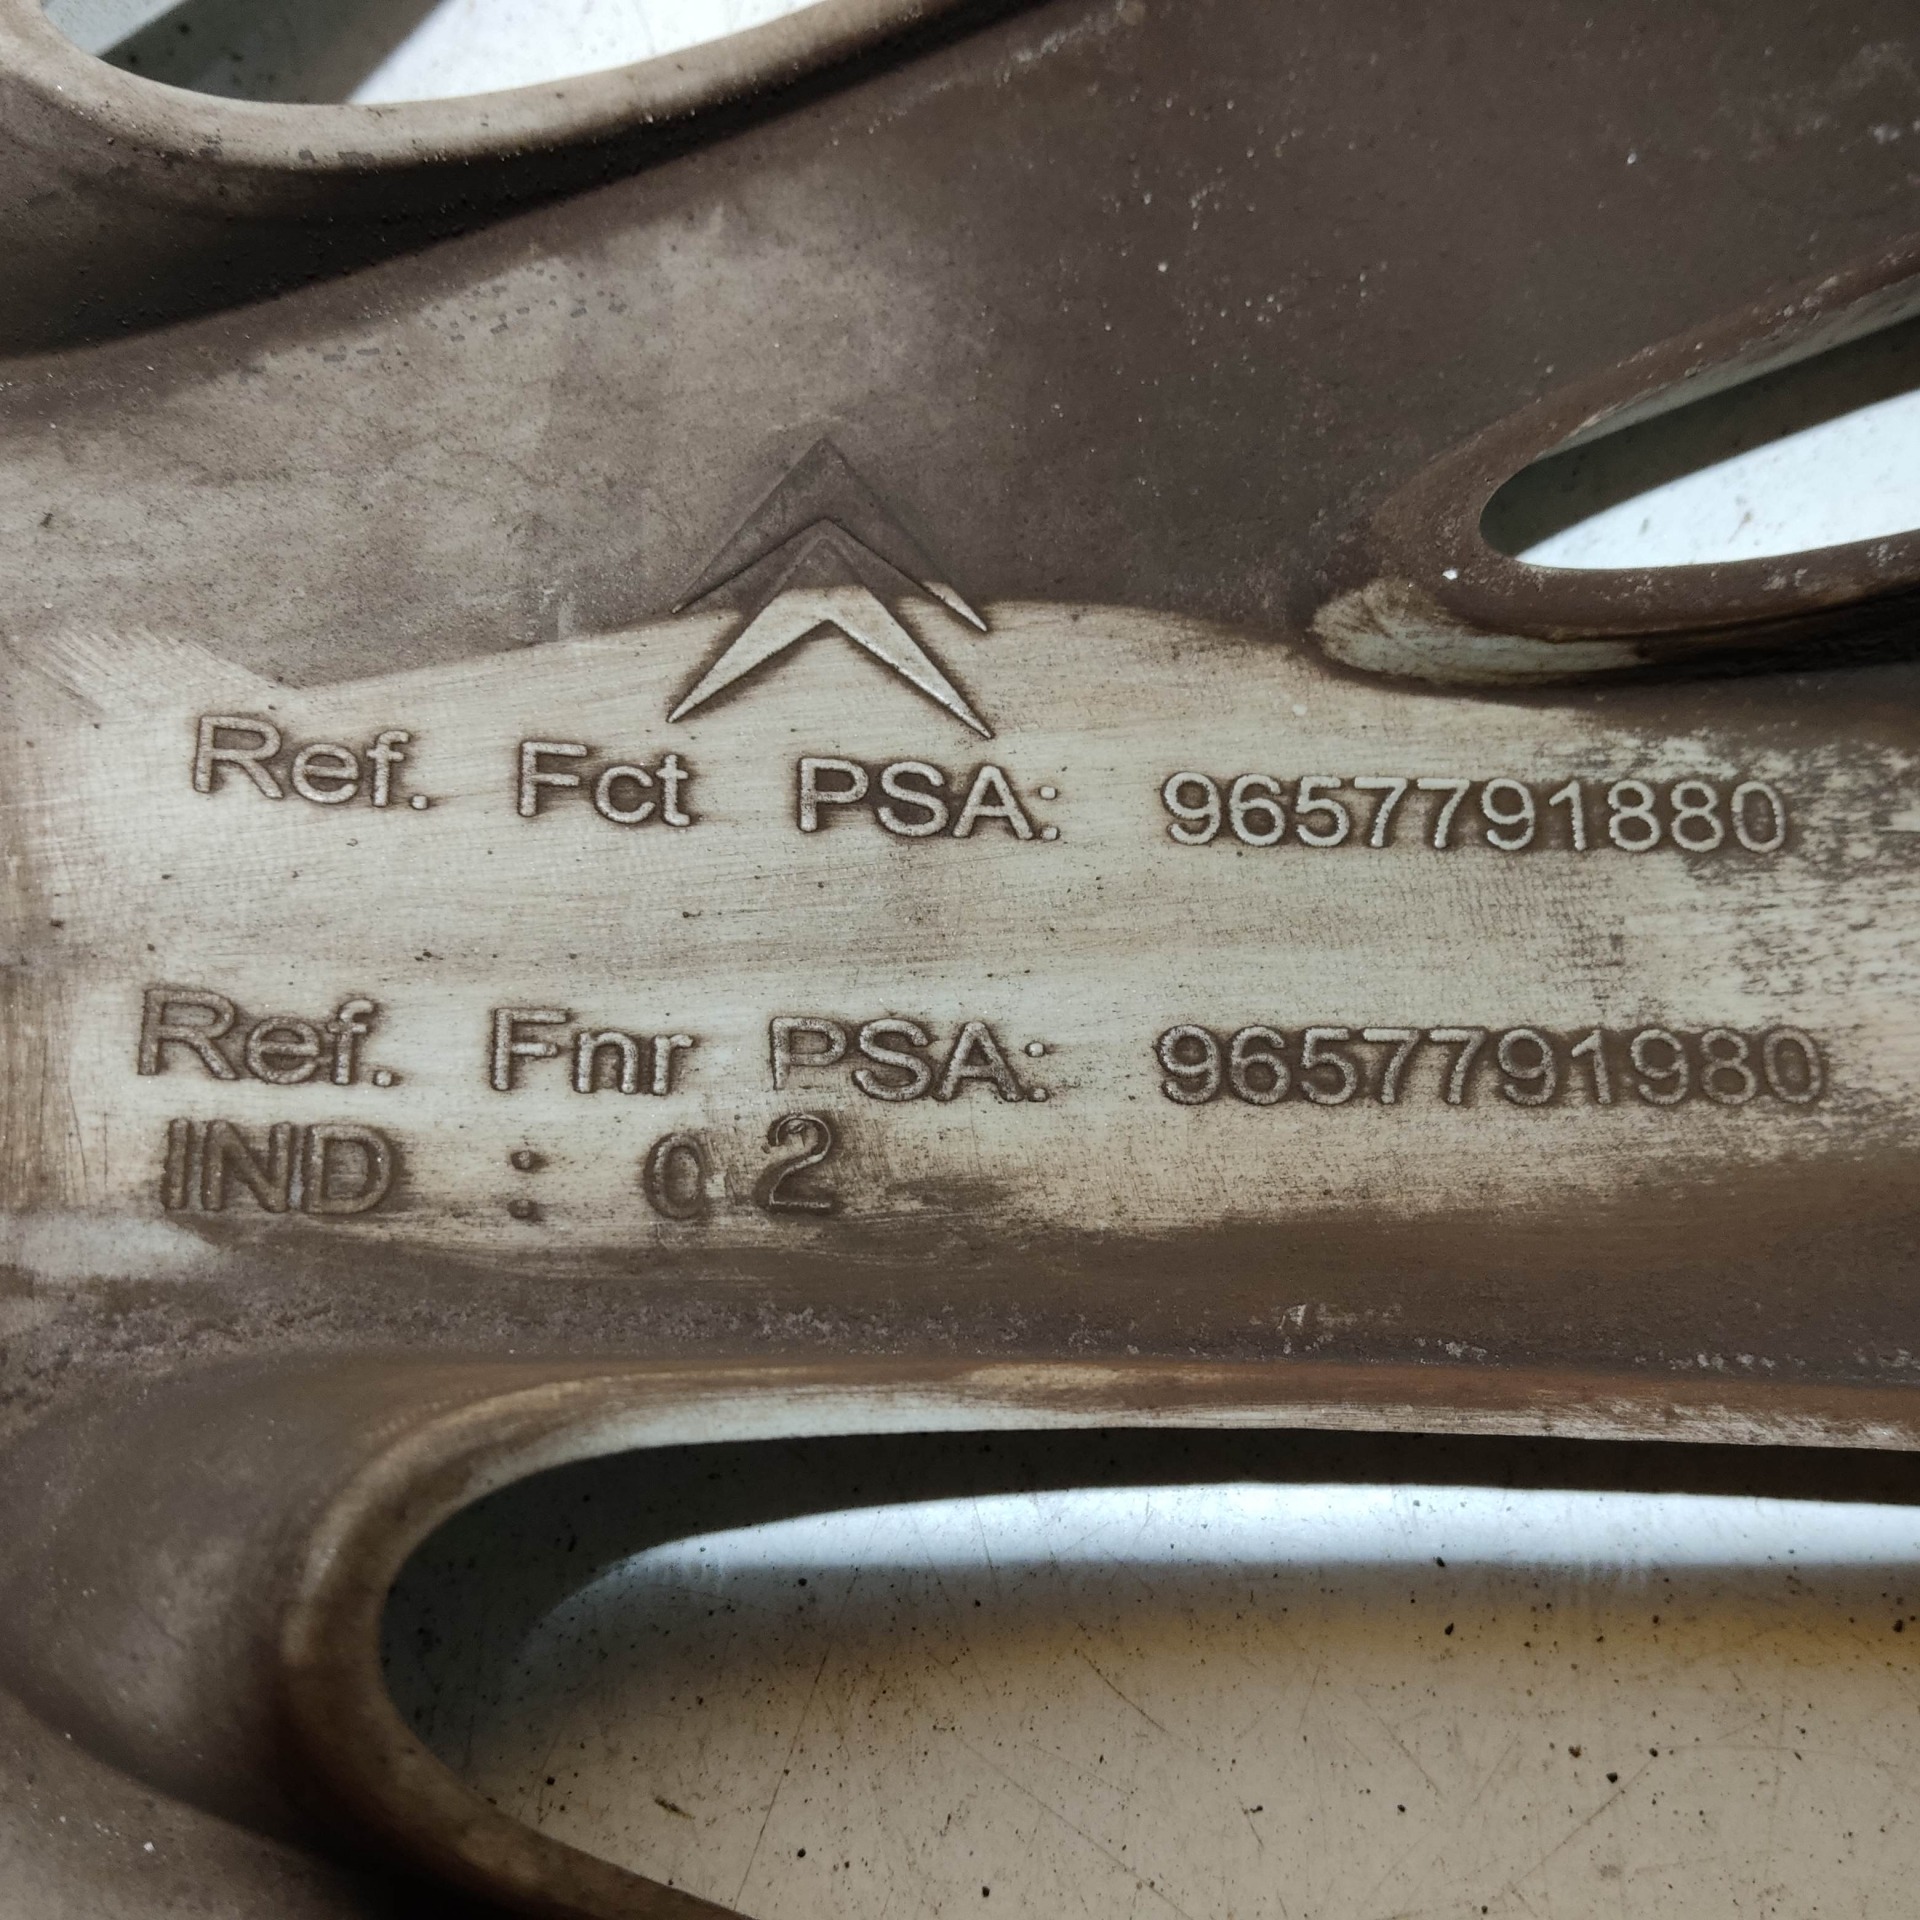 Ref. Fct PSA: 9657791880
Ref. Fnr PSA: 9657791980
IND : 02